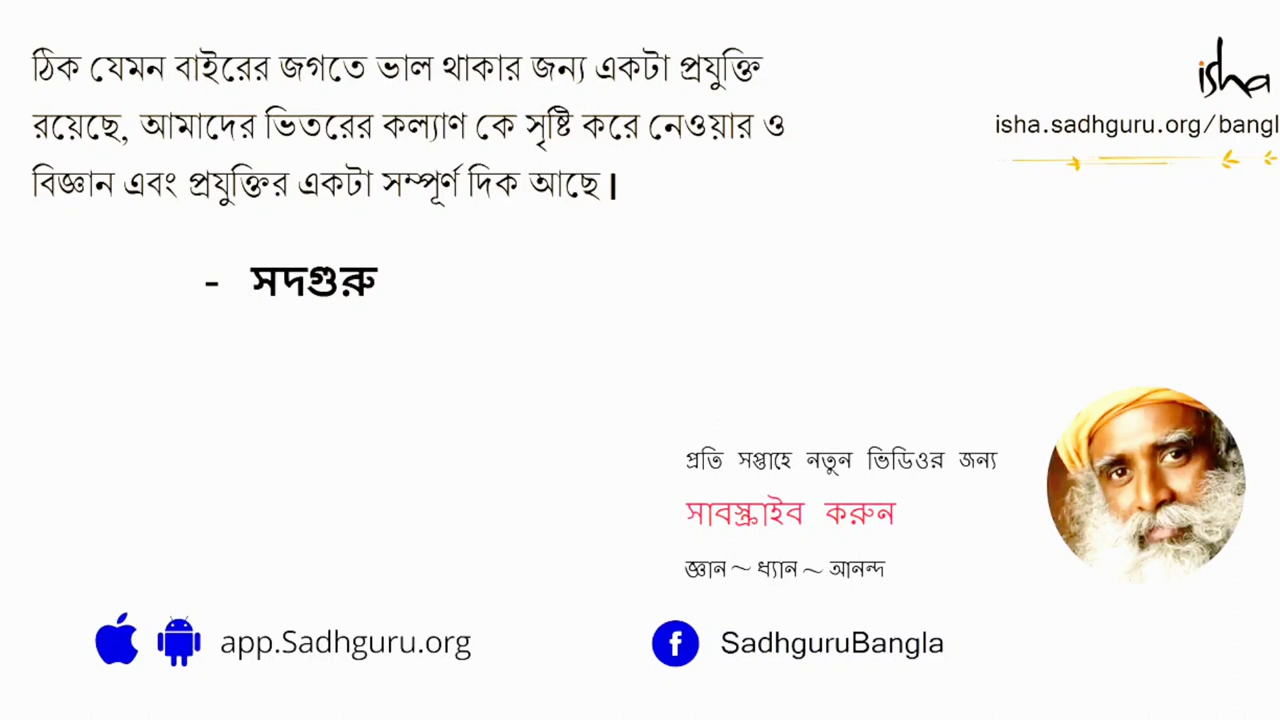 ঠিক যেমন বাইরের জগতে ভাল থাকার জন্য একটা প্রযুক্তি
রয়েছে, আমাদের ভিতরের কল্যাণ কে সৃষ্টি করে নেওয়ার ও
বিজ্ঞান এবং প্রযুক্তির একটা সম্পূর্ণ দিক আছে।
- সদগুরু
isha
isha.sadhguru.org/bangl
প্রতি সপ্তাহে নতুন ভিডিওর জন্য
সাবস্ক্রাইব করুন
জ্ঞান ~ ধ্যান ~ আনন্দ
app.Sadhguru.org
f SadhguruBangla